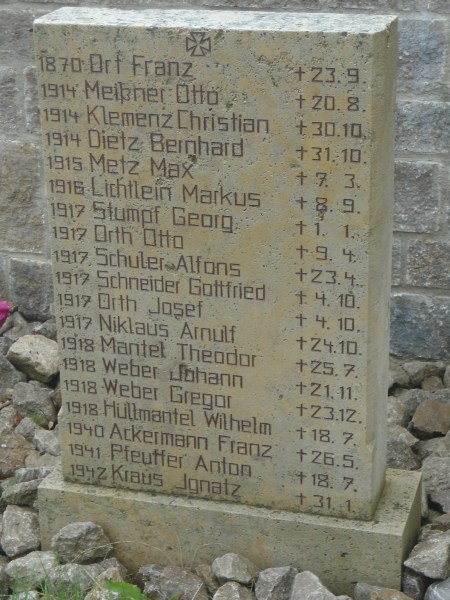 1870 Orf Franz +23.9.
1914 Meißner Otto +20.8.
1914 Klemenz Christian +30.10.
1914 Dietz Bernhard +31.10.
1915 Metz Max +7.3.
1916 Lichtlein Markus +8.9.
1917 Stumpf Georg +1.1.
1917 Orth Otto +9.4.
1917 Schuler Alfons +23.4.
1917 Schneider Gottfried +4.10.
1917 Orth Josef +4.10.
1917 Niklaus Arnulf +24.10.
1918 Mantel Theodor +25.7.
1918 Weber Johann +21.11.
1918 Weber Gregor +23.12.
1918 Hüllmantel Wilhelm +18.7.
1940 Ackermann Franz +26.5.
1941 Pfeuffer Anton +18.7.
1942 Kraus Jgnatz +31.1.